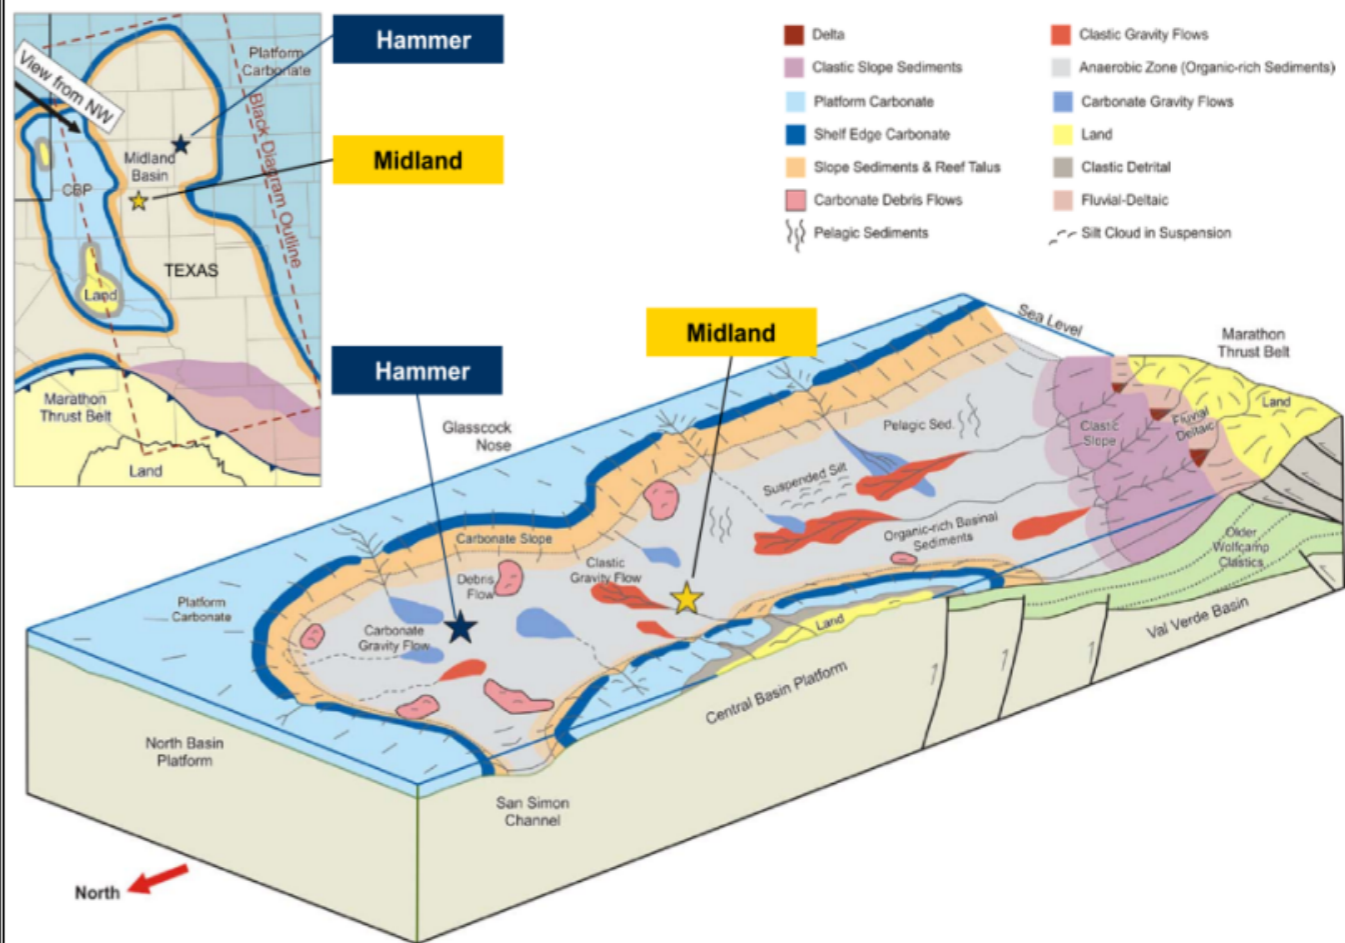 Hammer
Midland
View from NW
Platform
Carbonate
Black Diagram Outline
Midland
Basin
CBP
TEXAS
Land
Marathon
Thrust Belt
Land
Delta
Clastic Slope Sediments
Platform Carbonate
Shelf Edge Carbonate
Slope Sediments & Reef Talus
Carbonate Debris Flows
Pelagic Sediments
Clastic Gravity Flows
Anaerobic Zone (Organic-rich Sediments)
Carbonate Gravity Flows
Land
Clastic Detrital
Fluvial-Deltaic
Silt Cloud in Suspension
Midland
Hammer
Sea Level
Marathon
Thrust Belt
Land
Glasscock
Nose
Pelagic Sed.
Clastic
Slope
Fluvial
Deltaic
Suspended Silt
Organic-rich Basinal
Sediments
Older
Wolfcamp
Clastics
Carbonate Slope
Clastic
Gravity Flow
Debris
Flow
Platform
Carbonate
Carbonate
Gravity Flow
Land
Val Verde Basin
Central Basin Platform
North Basin
Platform
San Simon
Channel
North